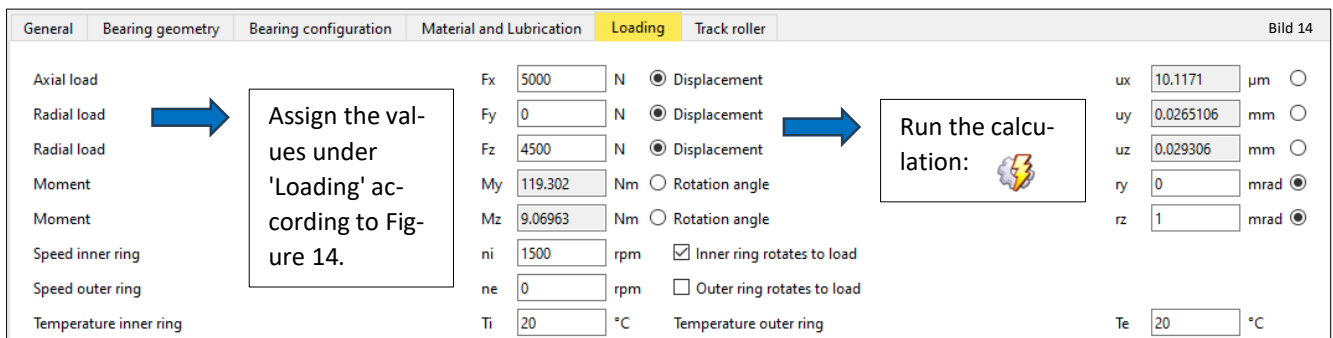 General Bearing geometry Bearing configuration Material and Lubrication Loading Track roller Bild 14
Axial load Fx 5000 N Displacement ux 10.1171 µm
Radial load Fy 0 N Displacement uy 0.0265106 mm
Radial load Fz 4500 N Displacement uz 0.029306 mm
Moment My 119.302 Nm Rotation angle ry 0 mrad
Moment Mz 9.06963 Nm Rotation angle rz 1 mrad
Speed inner ring ni 1500 rpm Inner ring rotates to load
Speed outer ring ne 0 rpm Outer ring rotates to load
Temperature inner ring Ti 20 °C Temperature outer ring Te 20 °C
Assign the val-
ues under
'Loading' ac-
cording to Fig-
ure 14.
Run the calcu-
lation: